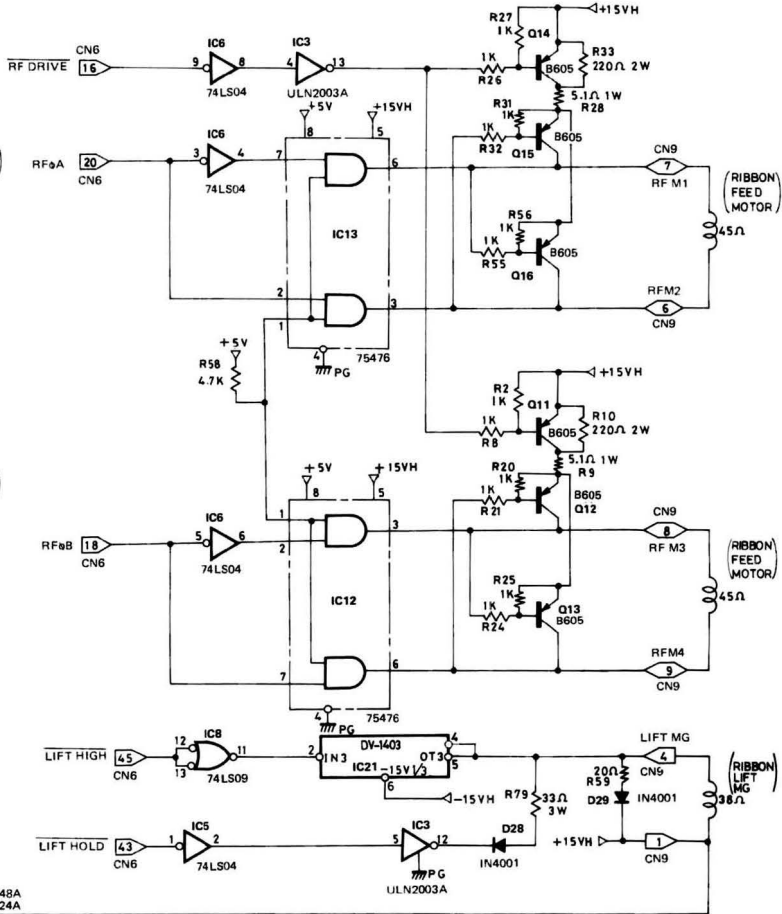 +15VH
R27
1K
Q14
CN6
IC6
IC3
RF DRIVE
16
9
8
4
13
1K
R26
B605
R33
220Ω 2W
74LS04
ULN2003A
+5V
+15VH
5.1Ω 1W
R28
R31
1K
IC6
8
5
1K
R32
B605
Q15
CN9
RFφA
20
CN6
3
4
74LS04
7
6
7
RF M1
(RIBBON
FEED
MOTOR)
R56
1K
IC13
1K
R55
B605
Q16
45Ω
2
1
3
RFM2
6
CN9
+5V
R58
4.7K
4
PG
75476
+15VH
R2
1K
Q11
1K
R8
B605
R10
220Ω 2W
+5V
+15VH
5.1Ω 1W
R9
R20
1K
8
5
1K
R21
B605
Q12
CN9
IC6
1
3
8
RF M3
RFφB
18
CN6
5
6
2
74LS04
(RIBBON
FEED
MOTOR)
R25
1K
IC12
1K
R24
Q13
B605
45Ω
7
6
RFM4
9
CN9
4
PG
75476
IC8
DV-1403
LIFT MG
LIFT HIGH
45
CN6
12
13
11
74LS09
2
IN3
OT3
4
5
IC21
-15V 1/3
6
-15VH
4
CN9
(RIBBON
LIFT
MG)
20Ω
R59
R79
33Ω
3W
D29
IN4001
38Ω
IC5
IC3
D28
LIFT HOLD
43
CN6
1
2
74LS04
5
12
PG
ULN2003A
IN4001
+15VH
1
CN9
48A
24A